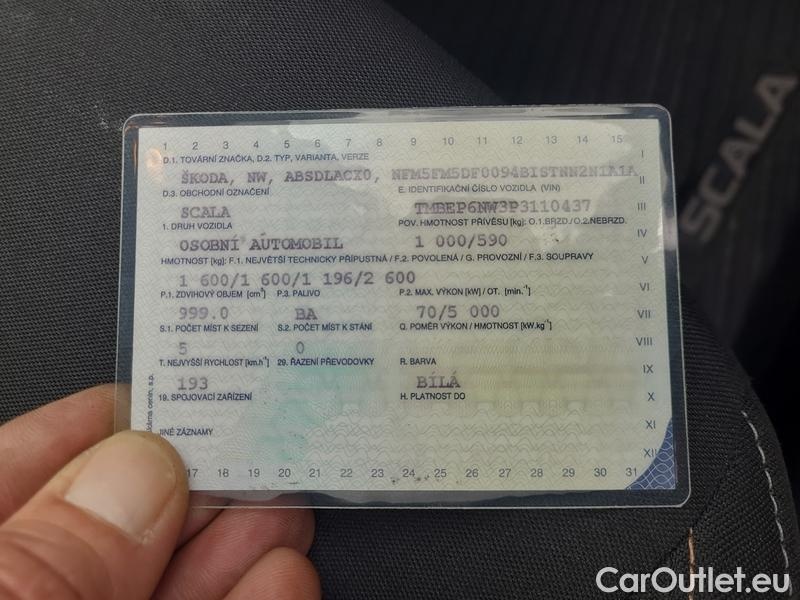 SCALA
1 2 3 4 5 6 7 8 9 10 11 12 13 14 15
D.1. TOVÁRNÍ ZNAČKA, D.2. TYP, VARIANTA, VERZE
I
ŠKODA, NW, ABSDLACX0, NFM5FM5DF0094BISTNN2N1A1A
II
D.3. OBCHODNÍ OZNAČENÍ E. IDENTIFIKAČNÍ ČÍSLO VOZIDLA (VIN)
SCALA TMBEP6NW3P3110437
III
1. DRUH VOZIDLA POV. HMOTNOST PŘÍVĚSU [kg]: O.1.BRZD./O.2.NEBRZD.
OSOBNÍ AUTOMOBIL 1 000/590
IV
HMOTNOST [kg]: F.1. NEJVĚTŠÍ TECHNICKY PŘÍPUSTNÁ / F.2. POVOLENÁ / G. PROVOZNÍ / F.3. SOUPRAVY
V
1 600/1 600/1 196/2 600
VI
P.1. ZDVIHOVÝ OBJEM [cm³] P.3. PALIVO P.2. MAX. VÝKON [kW] / OT. [min.⁻¹]
999.0 BA 70/5 000
VII
S.1. POČET MÍST K SEZENÍ S.2. POČET MÍST K STÁNÍ Q. POMĚR VÝKON / HMOTNOST [kW.kg⁻¹]
5 0
VIII
T. NEJVYŠŠÍ RYCHLOST [km.h⁻¹] 29. ŘAZENÍ PŘEVODOVKY R. BARVA
IX
193 BÍLÁ
19. SPOJOVACÍ ZAŘÍZENÍ H. PLATNOST DO
X
JINÉ ZÁZNAMY
XI
XII
17 18 19 20 21 22 23 24 25 26 27 28 29 30 31
CarOutlet.eu